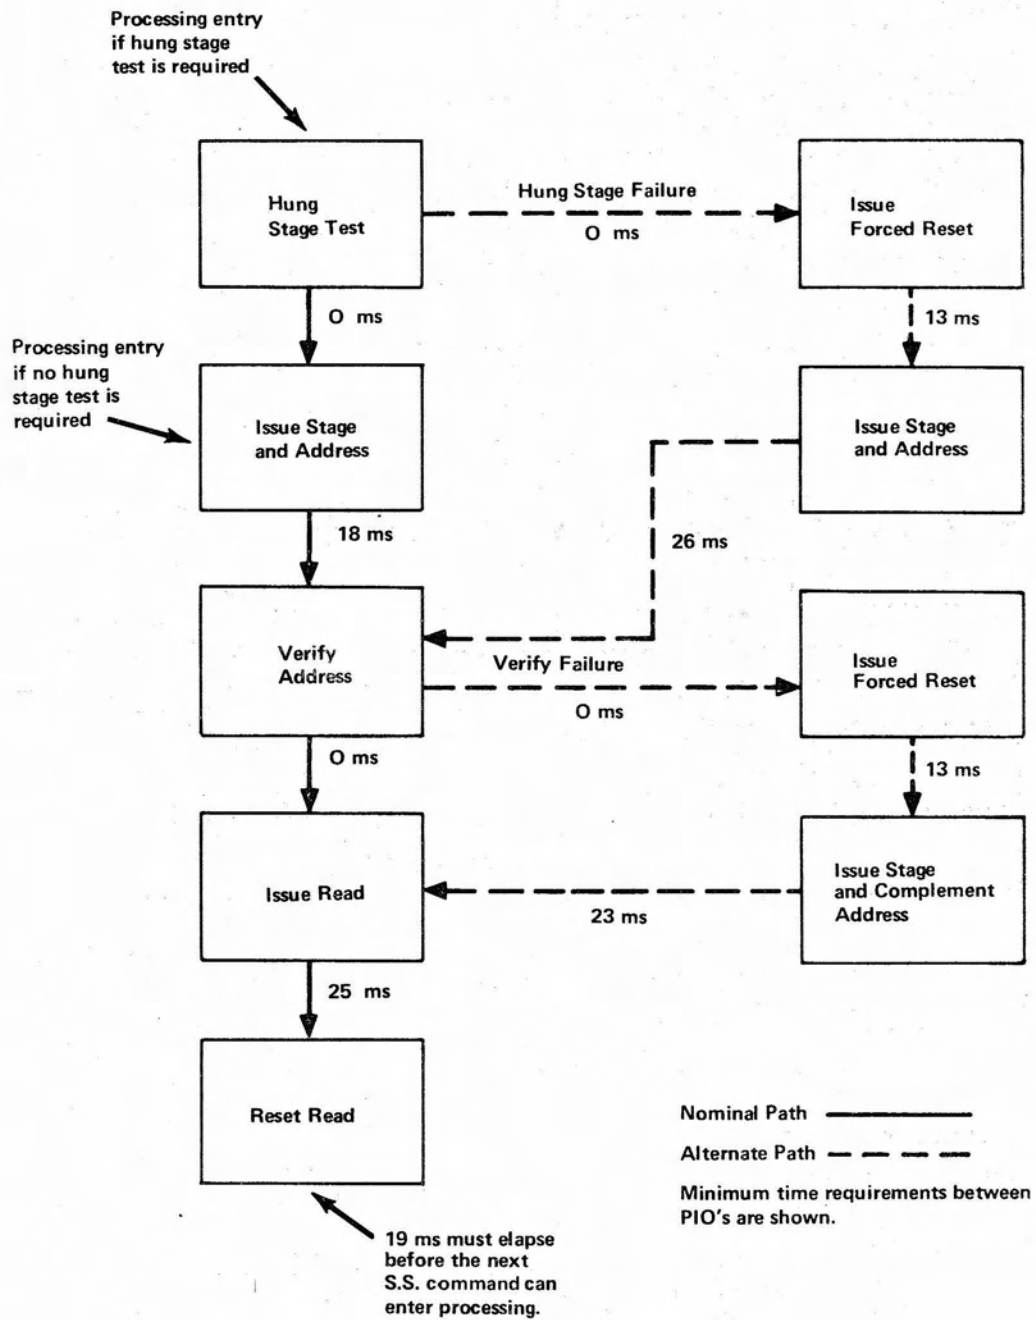 Processing entry
if hung stage
test is required
Hung
Stage Test
Hung Stage Failure
O ms
Issue
Forced Reset
O ms
13 ms
Processing entry
if no hung
stage test is
required
Issue Stage
and Address
Issue Stage
and Address
18 ms
26 ms
Verify
Address
Verify Failure
O ms
Issue
Forced Reset
O ms
13 ms
Issue Read
23 ms
Issue Stage
and Complement
Address
25 ms
Reset Read
Nominal Path
Alternate Path
Minimum time requirements between
PIO's are shown.
19 ms must elapse
before the next
S.S. command can
enter processing.